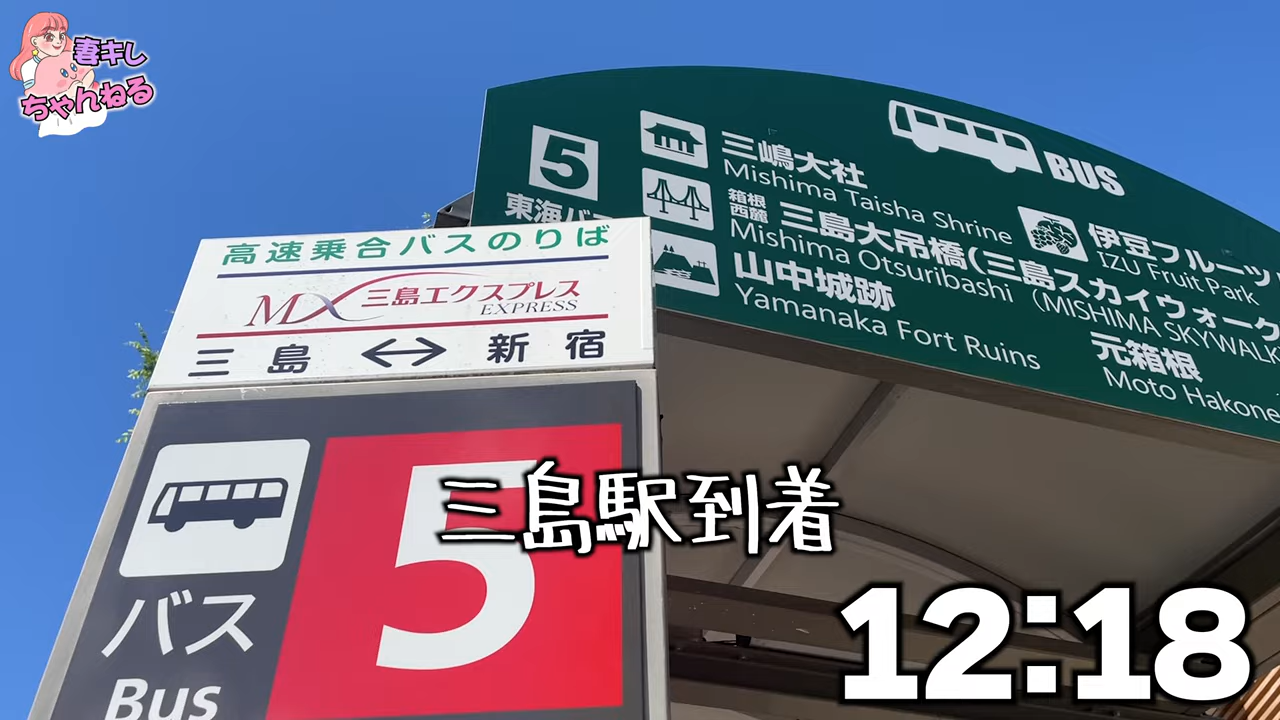 妻キし
ちゃんねる
BUS
5
東海バス
三嶋大社
Mishima Taisha Shrine
箱根
西麓
三島大吊橋(三島スカイウォーク
Mishima Otsuribashi (MISHIMA SKYWALK
山中城跡
Yamanaka Fort Ruins
伊豆フルーツ
IZU Fruit Park
元箱根
Moto Hakone
高速乗合バスのりば
MX 三島エクスプレス
EXPRESS
三島 ↔ 新宿
5
バス
Bus
三島駅到着
12:18